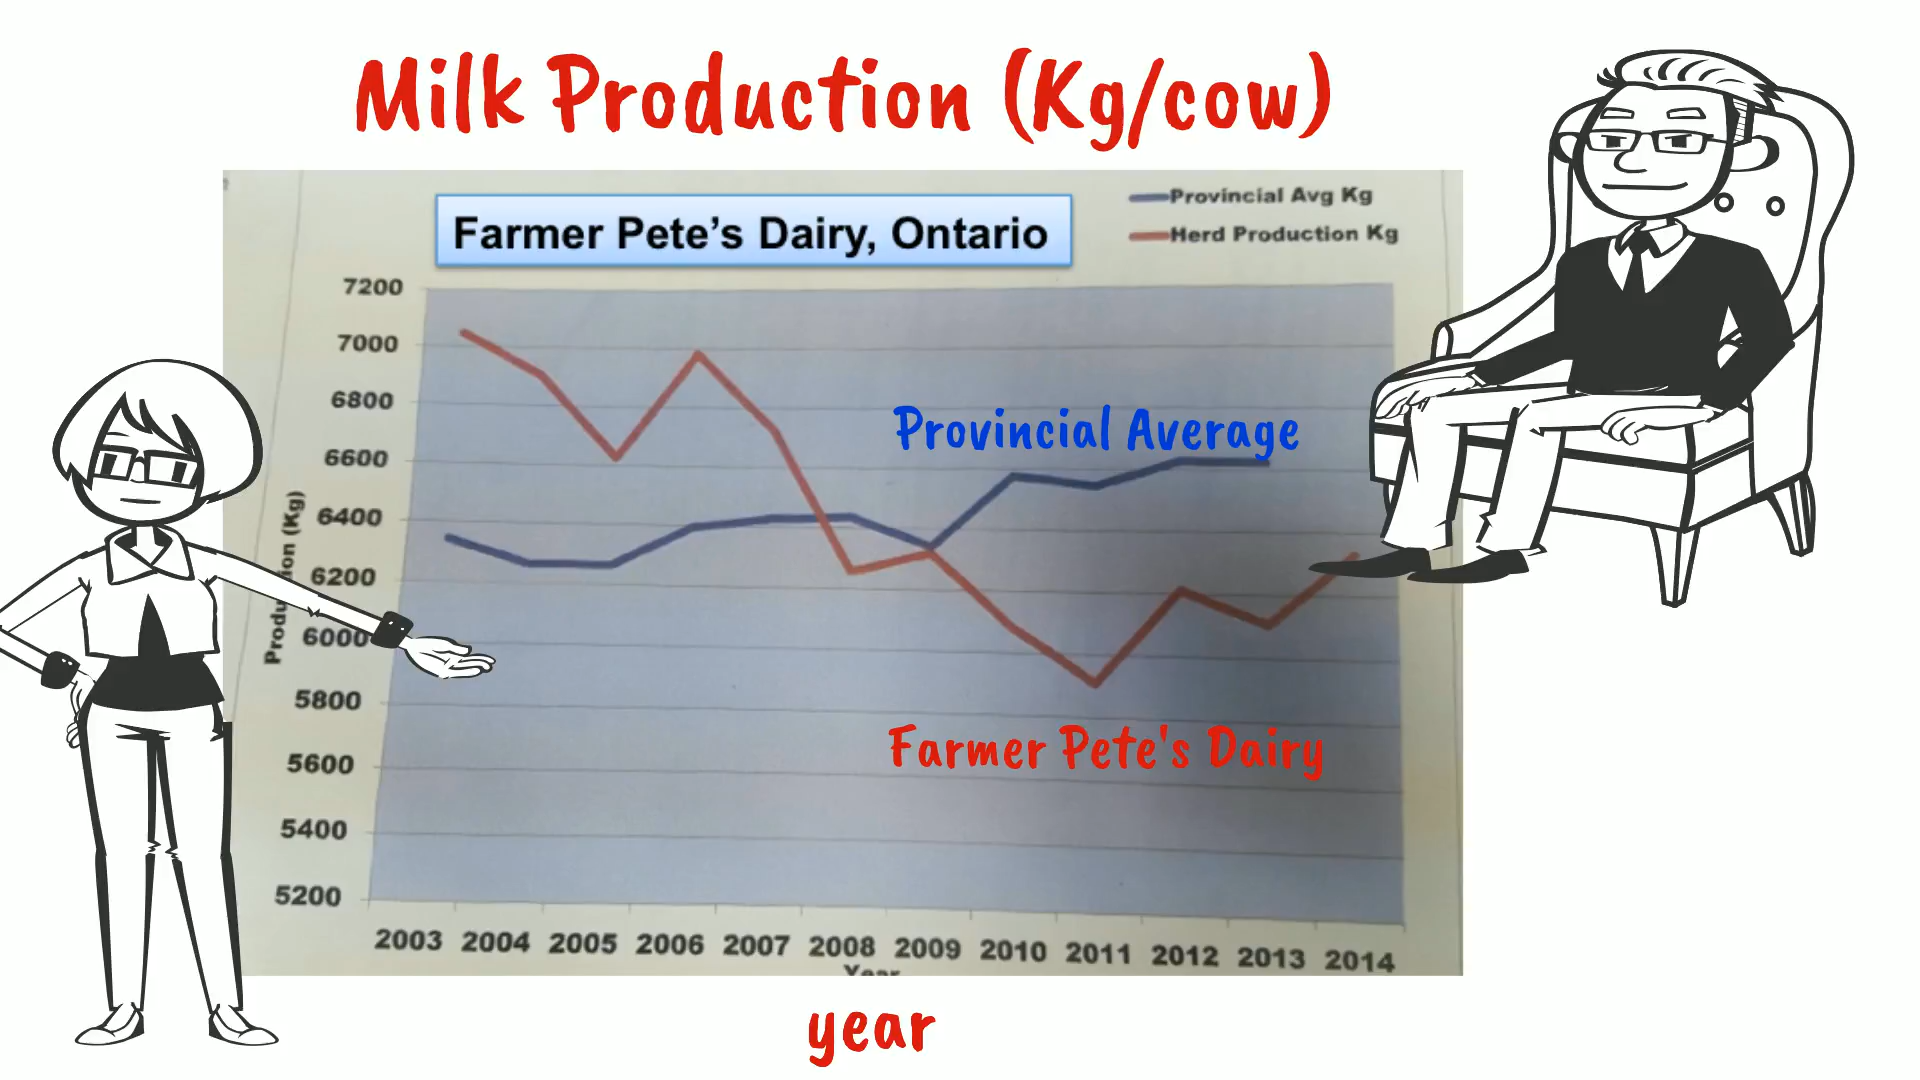 Milk Production (Kg/cow)
Farmer Pete's Dairy, Ontario
Provincial Avg Kg
Herd Production Kg
7200
7000
6800
6600
6400
6200
6000
5800
5600
5400
5200
(Kg)
Provincial Average
Farmer Pete's Dairy
2003 2004 2005 2006 2007 2008 2009 2010 2011 2012 2013 2014
Year
year